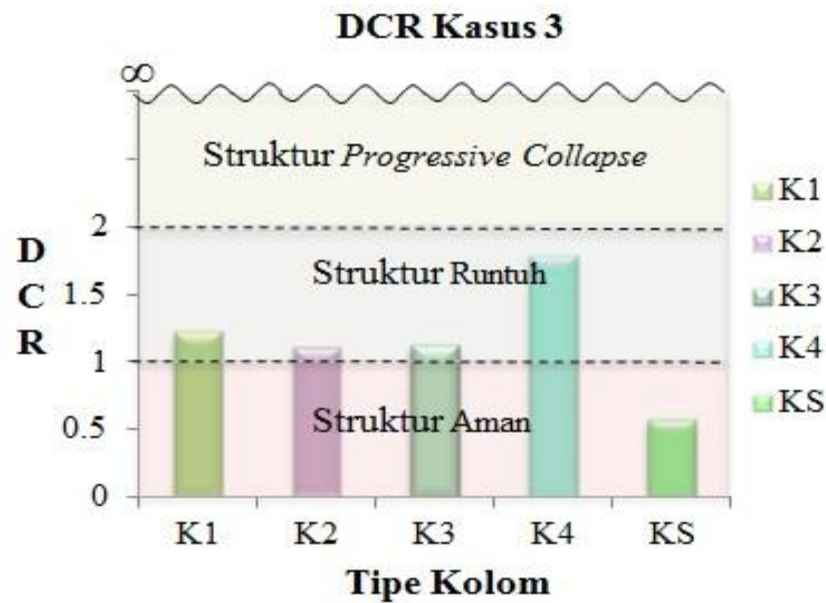 DCR Kasus 3
∞
Struktur Progressive Collapse
2
Struktur Runtuh
1.5
1
Struktur Aman
0.5
0
D
C
R
K1
K2
K3
K4
KS
K1 K2 K3 K4 KS
Tipe Kolom